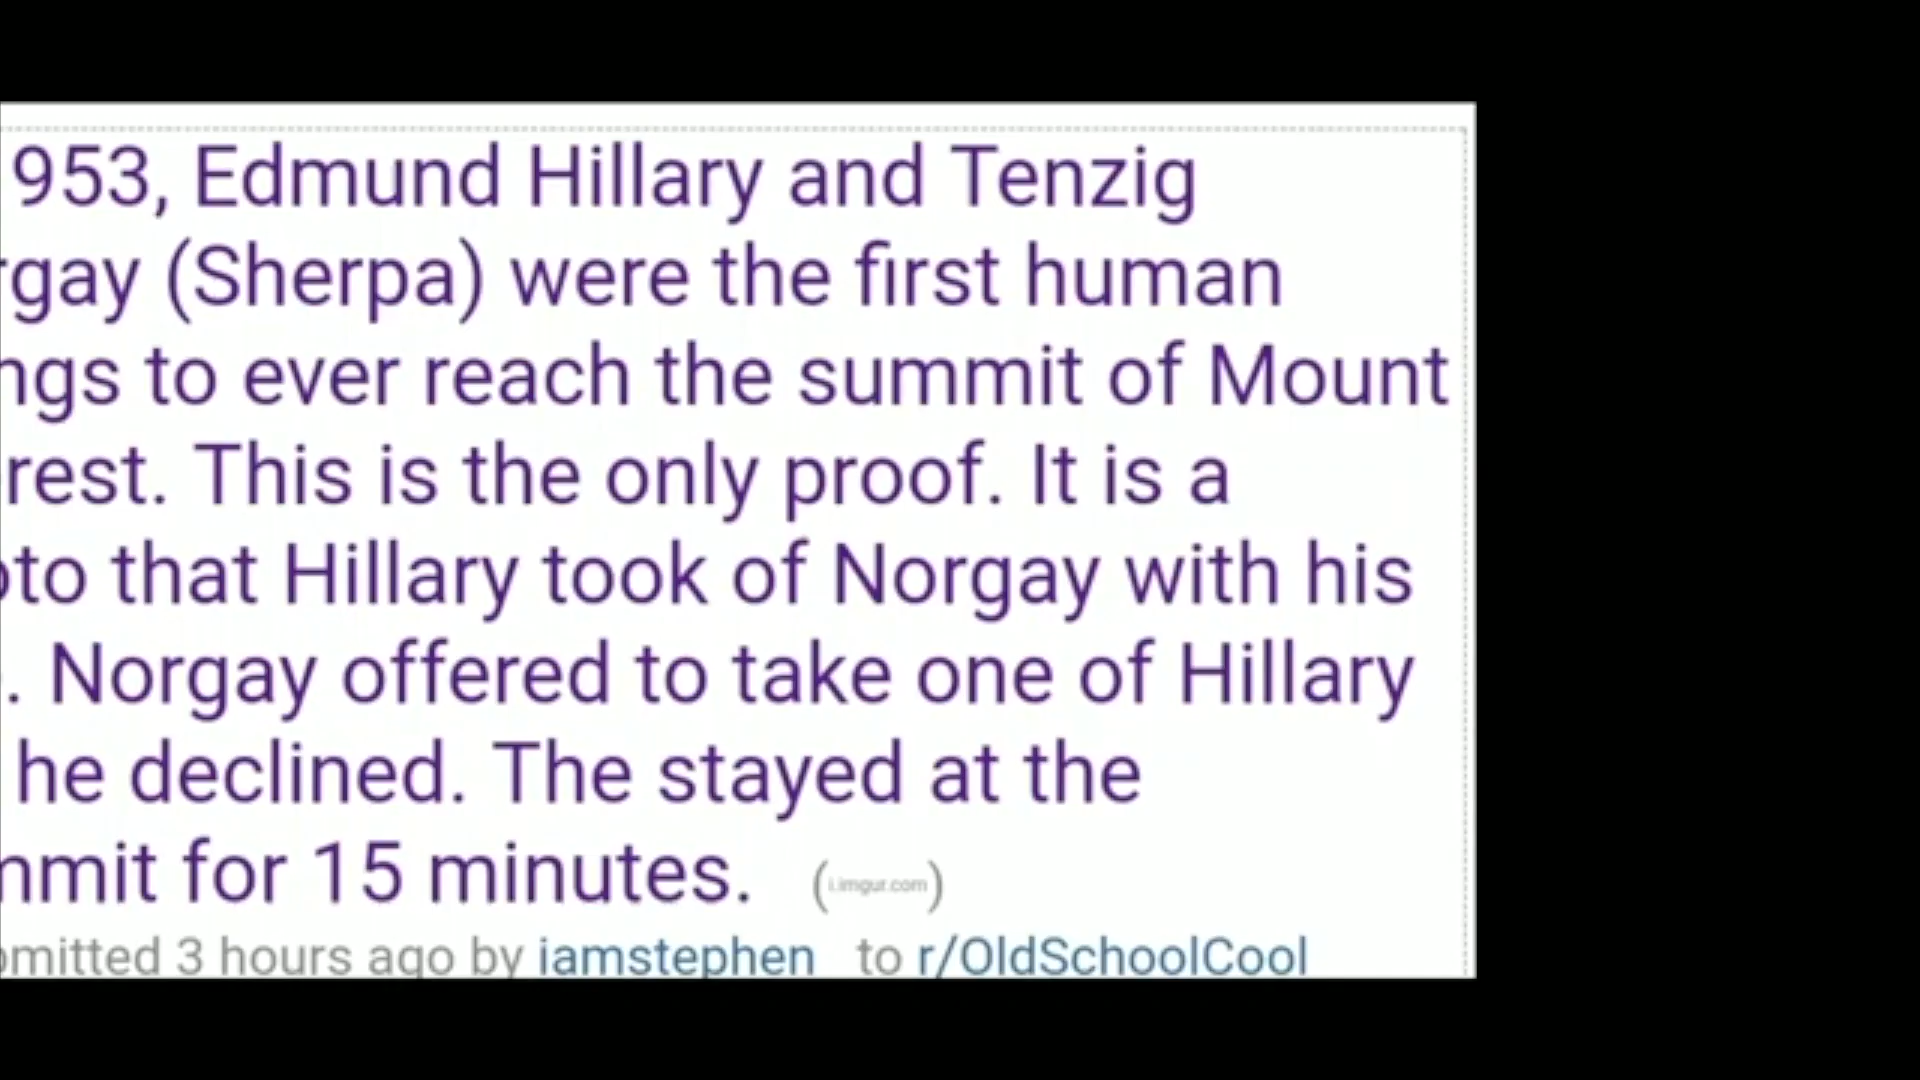 953, Edmund Hillary and Tenzig
rgay (Sherpa) were the first human
ngs to ever reach the summit of Mount
rest. This is the only proof. It is a
oto that Hillary took of Norgay with his
. Norgay offered to take one of Hillary
he declined. The stayed at the
mmit for 15 minutes. (i.imgur.com)
omitted 3 hours ago by iamstephen to r/OldSchoolCool